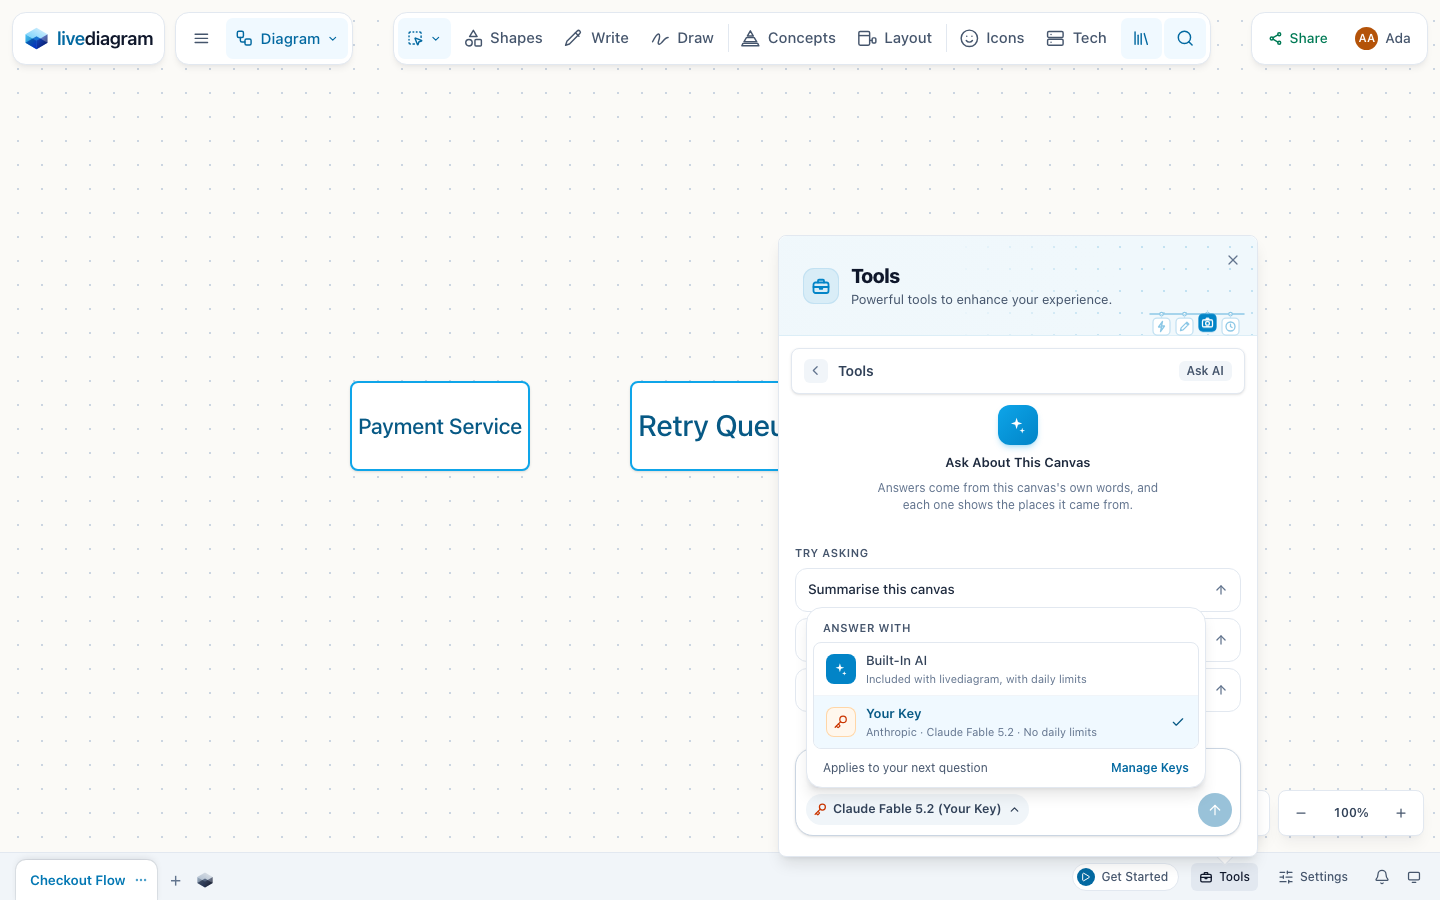 livediagram
Diagram
Shapes
Write
Draw
Concepts
Layout
Icons
Tech
Share
AA
Ada
Tools
Powerful tools to enhance your experience.
Tools
Ask AI
Ask About This Canvas
Answers come from this canvas's own words, and
each one shows the places it came from.
Payment Service
Retry Queu
TRY ASKING
Summarise this canvas
ANSWER WITH
Built-In AI
Included with livediagram, with daily limits
Your Key
Anthropic · Claude Fable 5.2 · No daily limits
Applies to your next question
Manage Keys
Claude Fable 5.2 (Your Key)
100%
Checkout Flow
Get Started
Tools
Settings